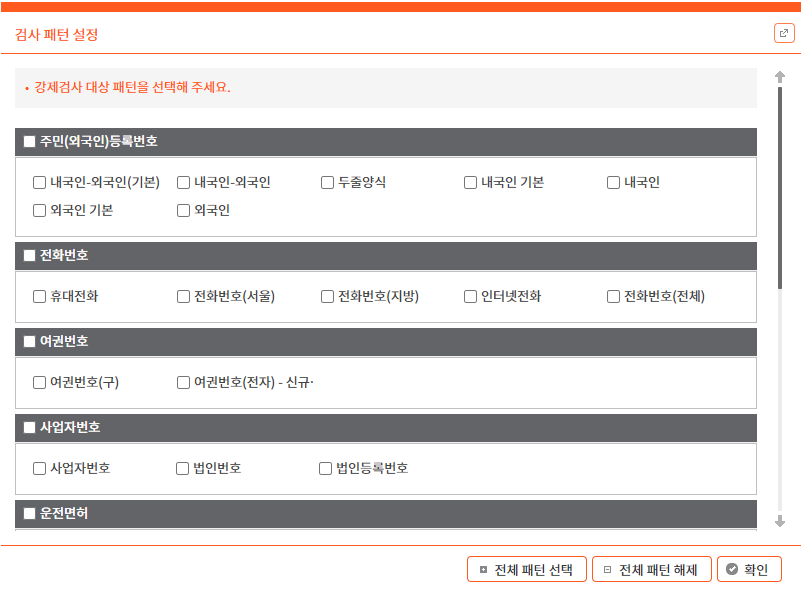 검사 패턴 설정
• 강제검사 대상 패턴을 선택해 주세요.
주민(외국인)등록번호
내국인-외국인(기본) 내국인-외국인 두줄양식 내국인 기본 내국인
외국인 기본 외국인
전화번호
휴대전화 전화번호(서울) 전화번호(지방) 인터넷전화 전화번호(전체)
여권번호
여권번호(구) 여권번호(전자) - 신규·
사업자번호
사업자번호 법인번호 법인등록번호
운전면허
전체 패턴 선택 전체 패턴 해제 확인